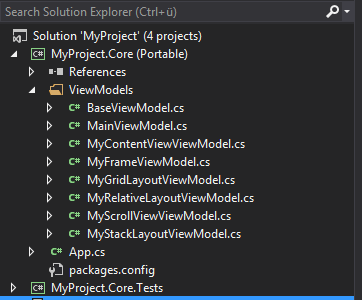 Search Solution Explorer (Ctrl+ü)
Solution 'MyProject' (4 projects)
MyProject.Core (Portable)
References
ViewModels
BaseViewModel.cs
MainViewModel.cs
MyContentViewViewModel.cs
MyFrameViewModel.cs
MyGridLayoutViewModel.cs
MyRelativeLayoutViewModel.cs
MyScrollViewViewModel.cs
MyStackLayoutViewModel.cs
App.cs
packages.config
MyProject.Core.Tests